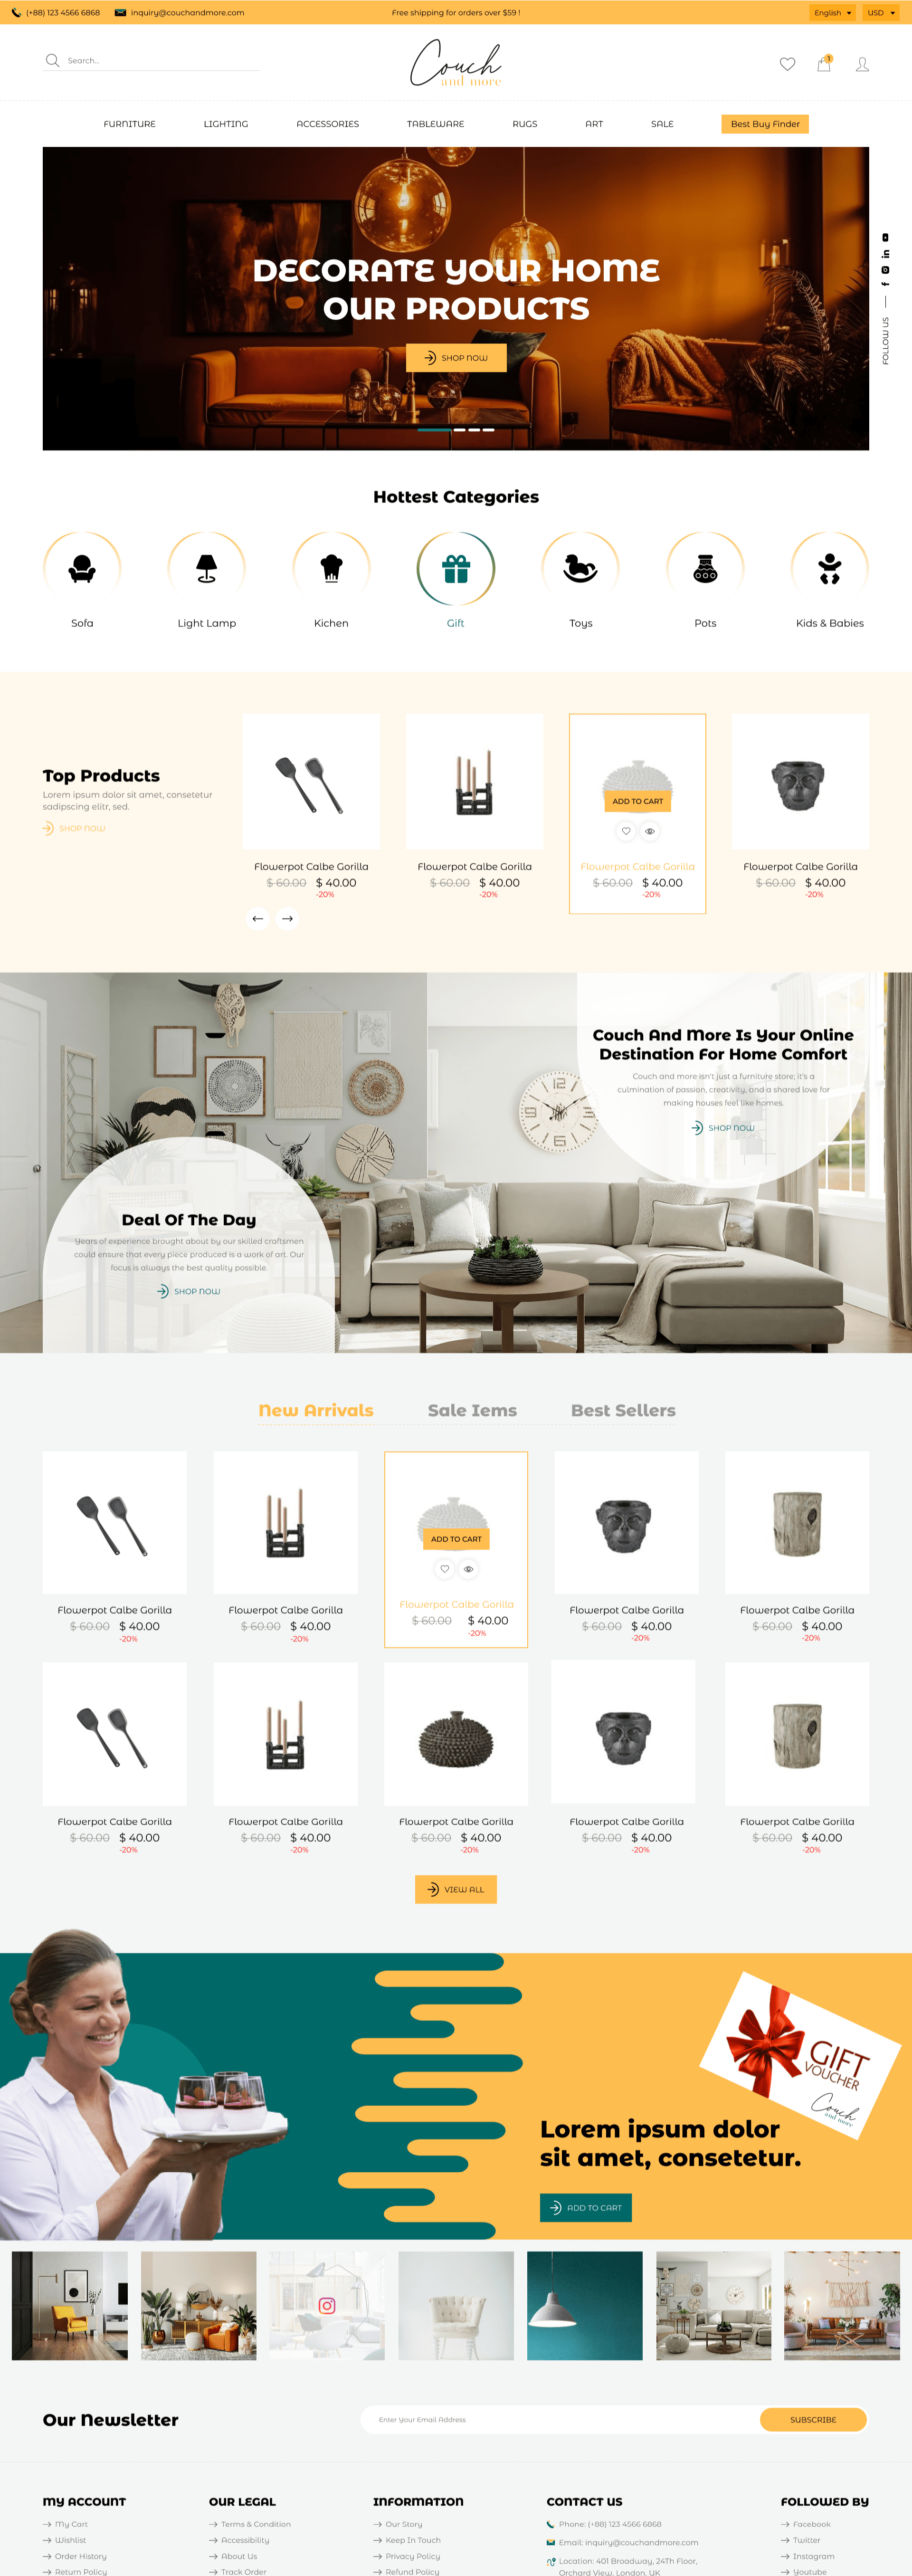 (+88) 123 4566 6868
inquiry@couchandmore.com
Free shipping for orders over $59 !
English
USD
Search...
Couch
and more
1
FURNITURE
LIGHTING
ACCESSORIES
TABLEWARE
RUGS
ART
SALE
Best Buy Finder
DECORATE YOUR HOME
OUR PRODUCTS
SHOP NOW
FOLLOW US
Hottest Categories
Sofa
Light Lamp
Kichen
Gift
Toys
Pots
Kids & Babies
Top Products
Lorem ipsum dolor sit amet, consetetur
sadipscing elitr, sed.
SHOP NOW
Flowerpot Calbe Gorilla
$ 60.00 $ 40.00
-20%
Flowerpot Calbe Gorilla
$ 60.00 $ 40.00
-20%
ADD TO CART
Flowerpot Calbe Gorilla
$ 60.00 $ 40.00
-20%
Flowerpot Calbe Gorilla
$ 60.00 $ 40.00
-20%
Couch And More Is Your Online
Destination For Home Comfort
Couch and more isn't just a furniture store; it's a
culmination of passion, creativity, and a shared love for
making houses feel like homes.
SHOP NOW
Deal Of The Day
Years of experience brought about by our skilled craftsmen
could ensure that every piece produced is a work of art. Our
focus is always the best quality possible.
SHOP NOW
New Arrivals
Sale Iems
Best Sellers
Flowerpot Calbe Gorilla
$ 60.00 $ 40.00
-20%
Flowerpot Calbe Gorilla
$ 60.00 $ 40.00
-20%
ADD TO CART
Flowerpot Calbe Gorilla
$ 60.00 $ 40.00
-20%
Flowerpot Calbe Gorilla
$ 60.00 $ 40.00
-20%
Flowerpot Calbe Gorilla
$ 60.00 $ 40.00
-20%
Flowerpot Calbe Gorilla
$ 60.00 $ 40.00
-20%
Flowerpot Calbe Gorilla
$ 60.00 $ 40.00
-20%
Flowerpot Calbe Gorilla
$ 60.00 $ 40.00
-20%
Flowerpot Calbe Gorilla
$ 60.00 $ 40.00
-20%
Flowerpot Calbe Gorilla
$ 60.00 $ 40.00
-20%
VIEW ALL
GIFT
VOUCHER
Couch
and more
Lorem ipsum dolor
sit amet, consetetur.
ADD TO CART
Our Newsletter
Enter Your Email Address
SUBSCRIBE
MY ACCOUNT
My Cart
Wishlist
Order History
Return Policy
OUR LEGAL
Terms & Condition
Accessibility
About Us
Track Order
INFORMATION
Our Story
Keep In Touch
Privacy Policy
Refund Policy
CONTACT US
Phone: (+88) 123 4566 6868
Email: inquiry@couchandmore.com
Location: 401 Broadway, 24Th Floor,
Orchard View, London, UK
FOLLOWED BY
Facebook
Twitter
Instagram
Youtube